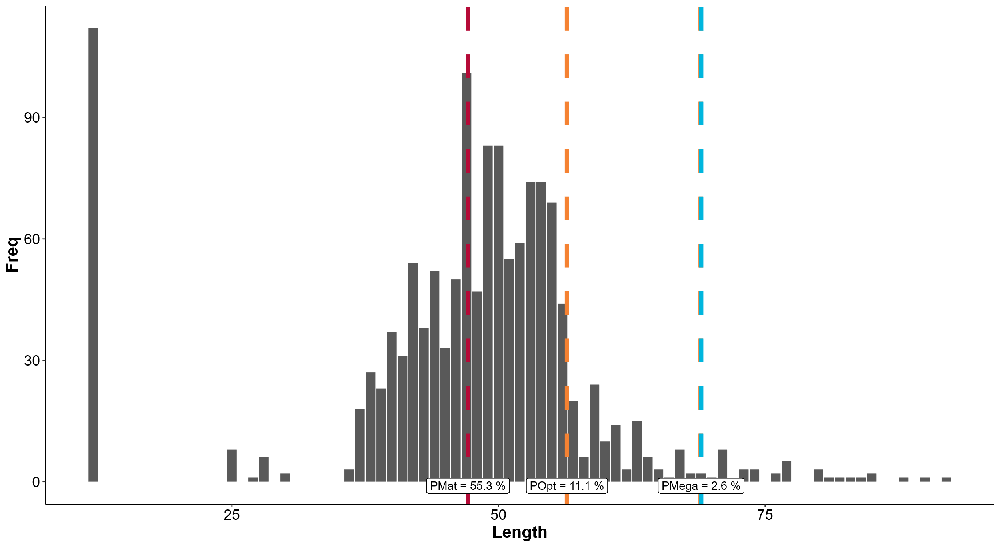 90
60
30
0
Freq
PMat = 55.3 %
POpt = 11.1 %
PMega = 2.6 %
25
50
75
Length